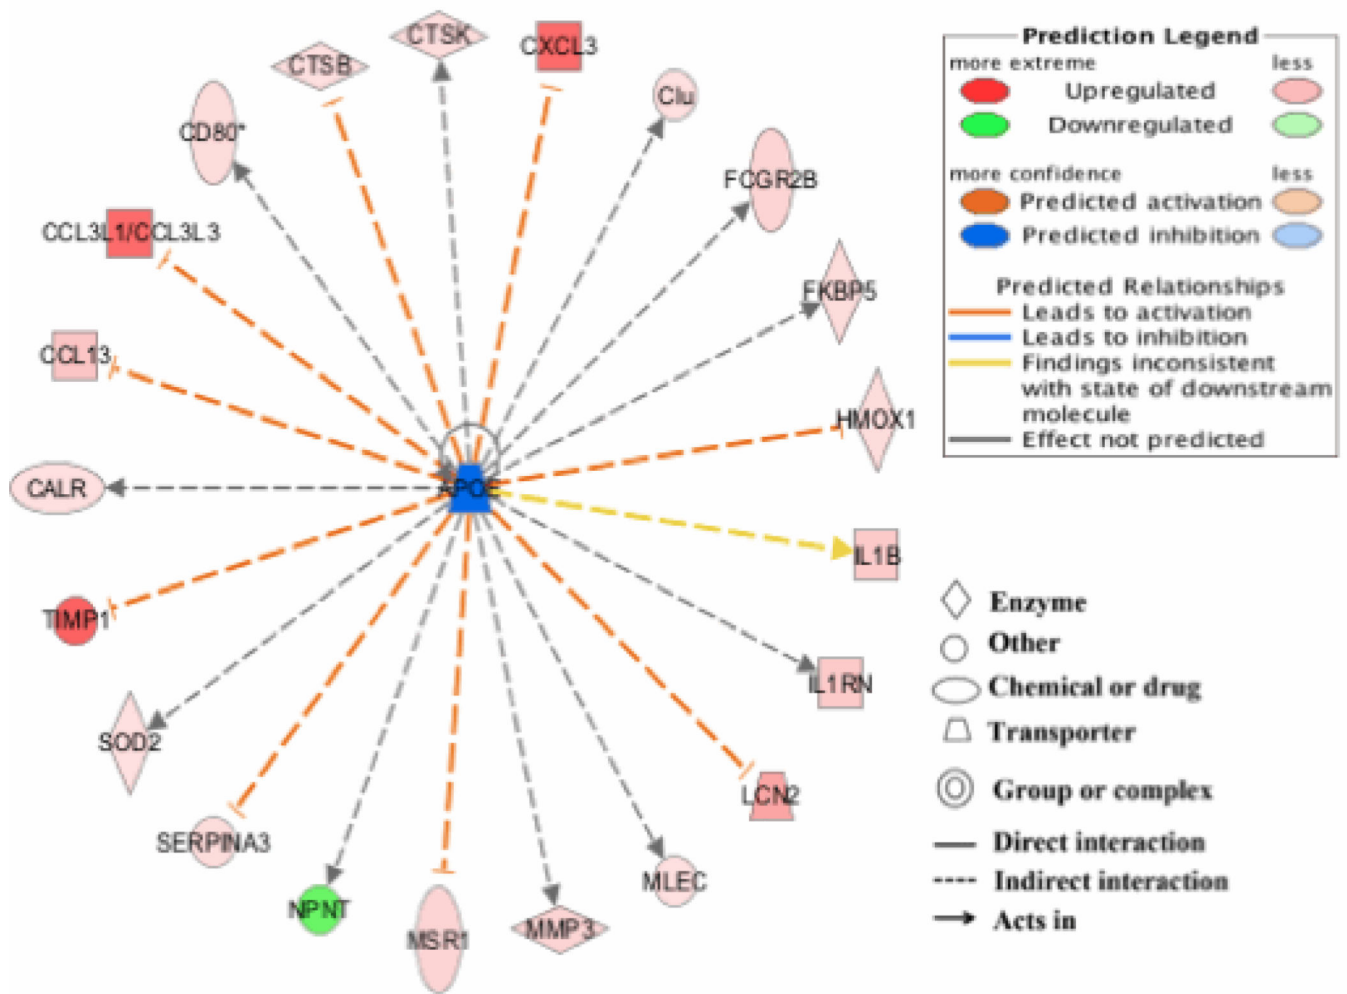 CTSK
CXCL3
CTSB
Clu
CD80*
FCGR2B
CCL3L1/CCL3L3
FKBP5
CCL13
HMOX1
APOE
CALR
IL1B
TIMP1
IL1RN
SOD2
LCN2
SERPINA3
MLEC
NPNT
MMP3
MSR1
Prediction Legend
more extreme less
Upregulated
Downregulated
more confidence less
Predicted activation
Predicted inhibition
Predicted Relationships
Leads to activation
Leads to inhibition
Findings inconsistent
with state of downstream
molecule
Effect not predicted
Enzyme
Other
Chemical or drug
Transporter
Group or complex
Direct interaction
Indirect interaction
Acts in